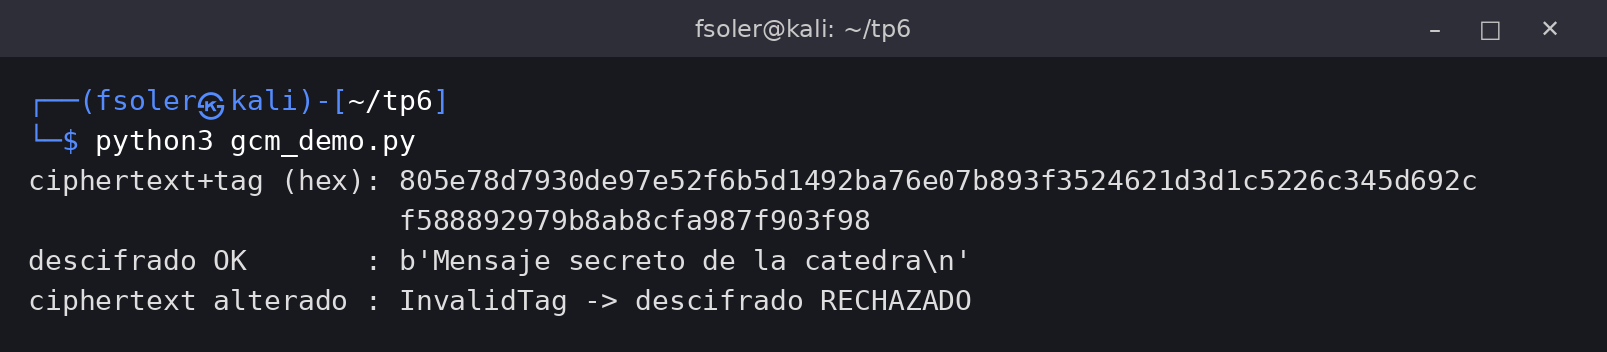 fsoler@kali: ~/tp6
┌──(fsoler㉿kali)-[~/tp6]
└─$ python3 gcm_demo.py
ciphertext+tag (hex): 805e78d7930de97e52f6b5d1492ba76e07b893f3524621d3d1c5226c345d692c
                      f588892979b8ab8cfa987f903f98
descifrado OK       : b'Mensaje secreto de la catedra\n'
ciphertext alterado : InvalidTag -> descifrado RECHAZADO